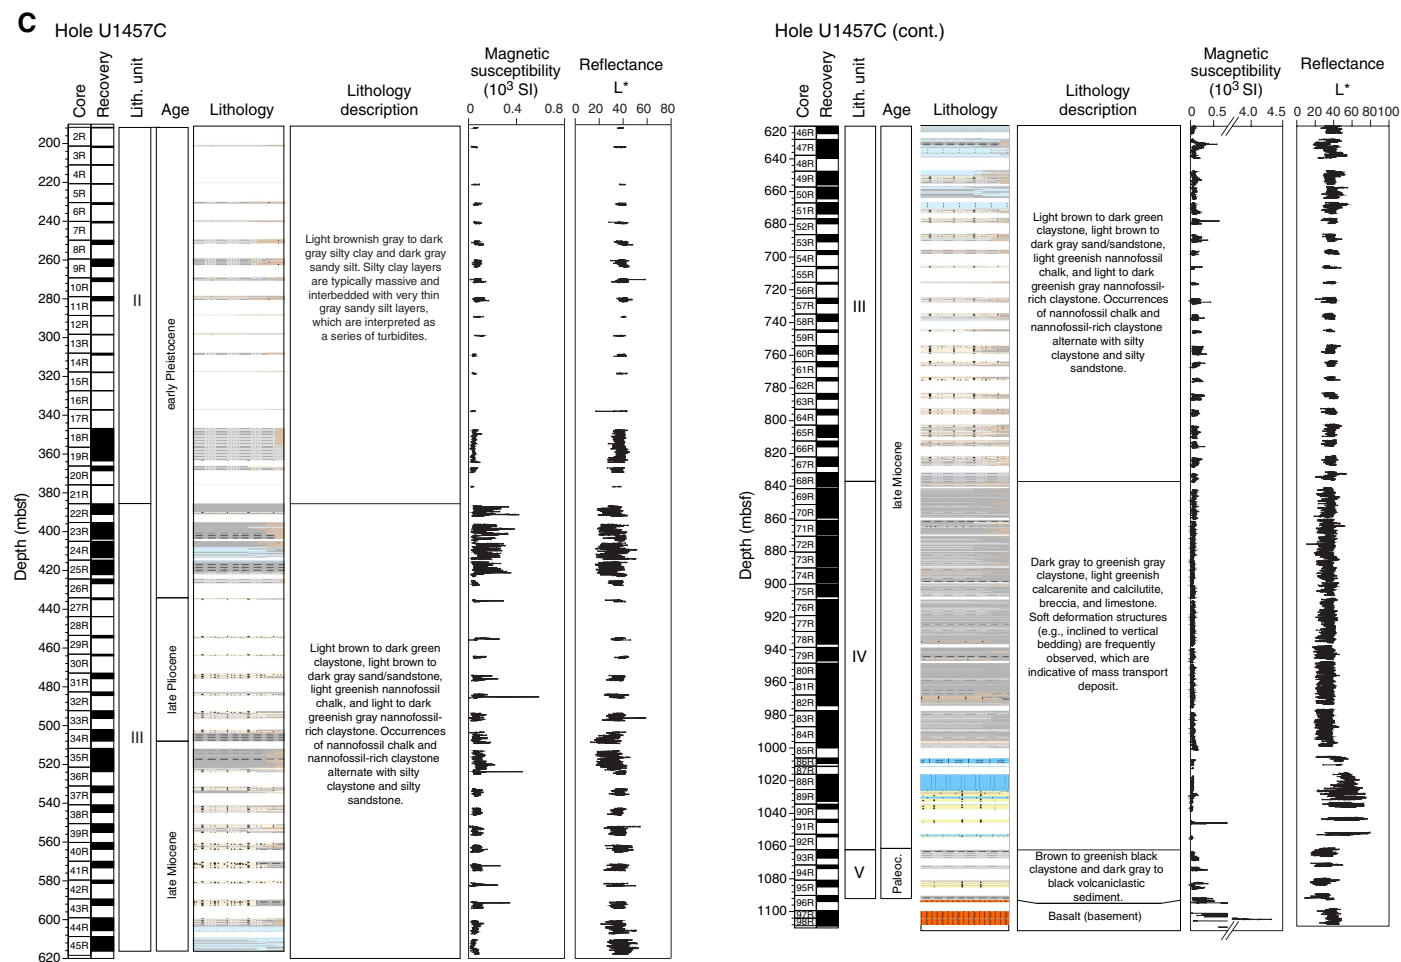 C
Hole U1457C
Core
Recovery
Lith. unit
Age
Lithology
Lithology
description
Magnetic
susceptibility
(10³ SI)
0 0.4 0.8
Reflectance
L*
0 20 40 60 80
Depth (mbsf)
200
220
240
260
280
300
320
340
360
380
400
420
440
460
480
500
520
540
560
580
600
620
2R
3R
4R
5R
6R
7R
8R
9R
10R
11R
12R
13R
14R
15R
16R
17R
18R
19R
20R
21R
22R
23R
24R
25R
26R
27R
28R
29R
30R
31R
32R
33R
34R
35R
36R
37R
38R
39R
40R
41R
42R
43R
44R
45R
II
III
early Pleistocene
late Pliocene
late Miocene
Light brownish gray to dark
gray silty clay and dark gray
sandy silt. Silty clay layers
are typically massive and
interbedded with very thin
gray sandy silt layers,
which are interpreted as
a series of turbidites.
Light brown to dark green
claystone, light brown to
dark gray sand/sandstone,
light greenish nannofossil
chalk, and light to dark
greenish gray nannofossil-
rich claystone. Occurrences
of nannofossil chalk and
nannofossil-rich claystone
alternate with silty
claystone and silty
sandstone.
Hole U1457C (cont.)
Core
Recovery
Lith. unit
Age
Lithology
Lithology
description
Magnetic
susceptibility
(10³ SI)
0 0.5 4.0 4.5
Reflectance
L*
0 20 40 60 80 100
Depth (mbsf)
620
640
660
680
700
720
740
760
780
800
820
840
860
880
900
920
940
960
980
1000
1020
1040
1060
1080
1100
46R
47R
48R
49R
50R
51R
52R
53R
54R
55R
56R
57R
58R
59R
60R
61R
62R
63R
64R
65R
66R
67R
68R
69R
70R
71R
72R
73R
74R
75R
76R
77R
78R
79R
80R
81R
82R
83R
84R
85R
86R
87R
88R
89R
90R
91R
92R
93R
94R
95R
96R
97R
98R
III
IV
V
late Miocene
Paleoc.
Light brown to dark green
claystone, light brown to
dark gray sand/sandstone,
light greenish nannofossil
chalk, and light to dark
greenish gray nannofossil-
rich claystone. Occurrences
of nannofossil chalk and
nannofossil-rich claystone
alternate with silty
claystone and silty
sandstone.
Dark gray to greenish gray
claystone, light greenish
calcarenite and calcilutite,
breccia, and limestone.
Soft deformation structures
(e.g., inclined to vertical
bedding) are frequently
observed, which are
indicative of mass transport
deposit.
Brown to greenish black
claystone and dark gray to
black volcaniclastic
sediment.
Basalt (basement)